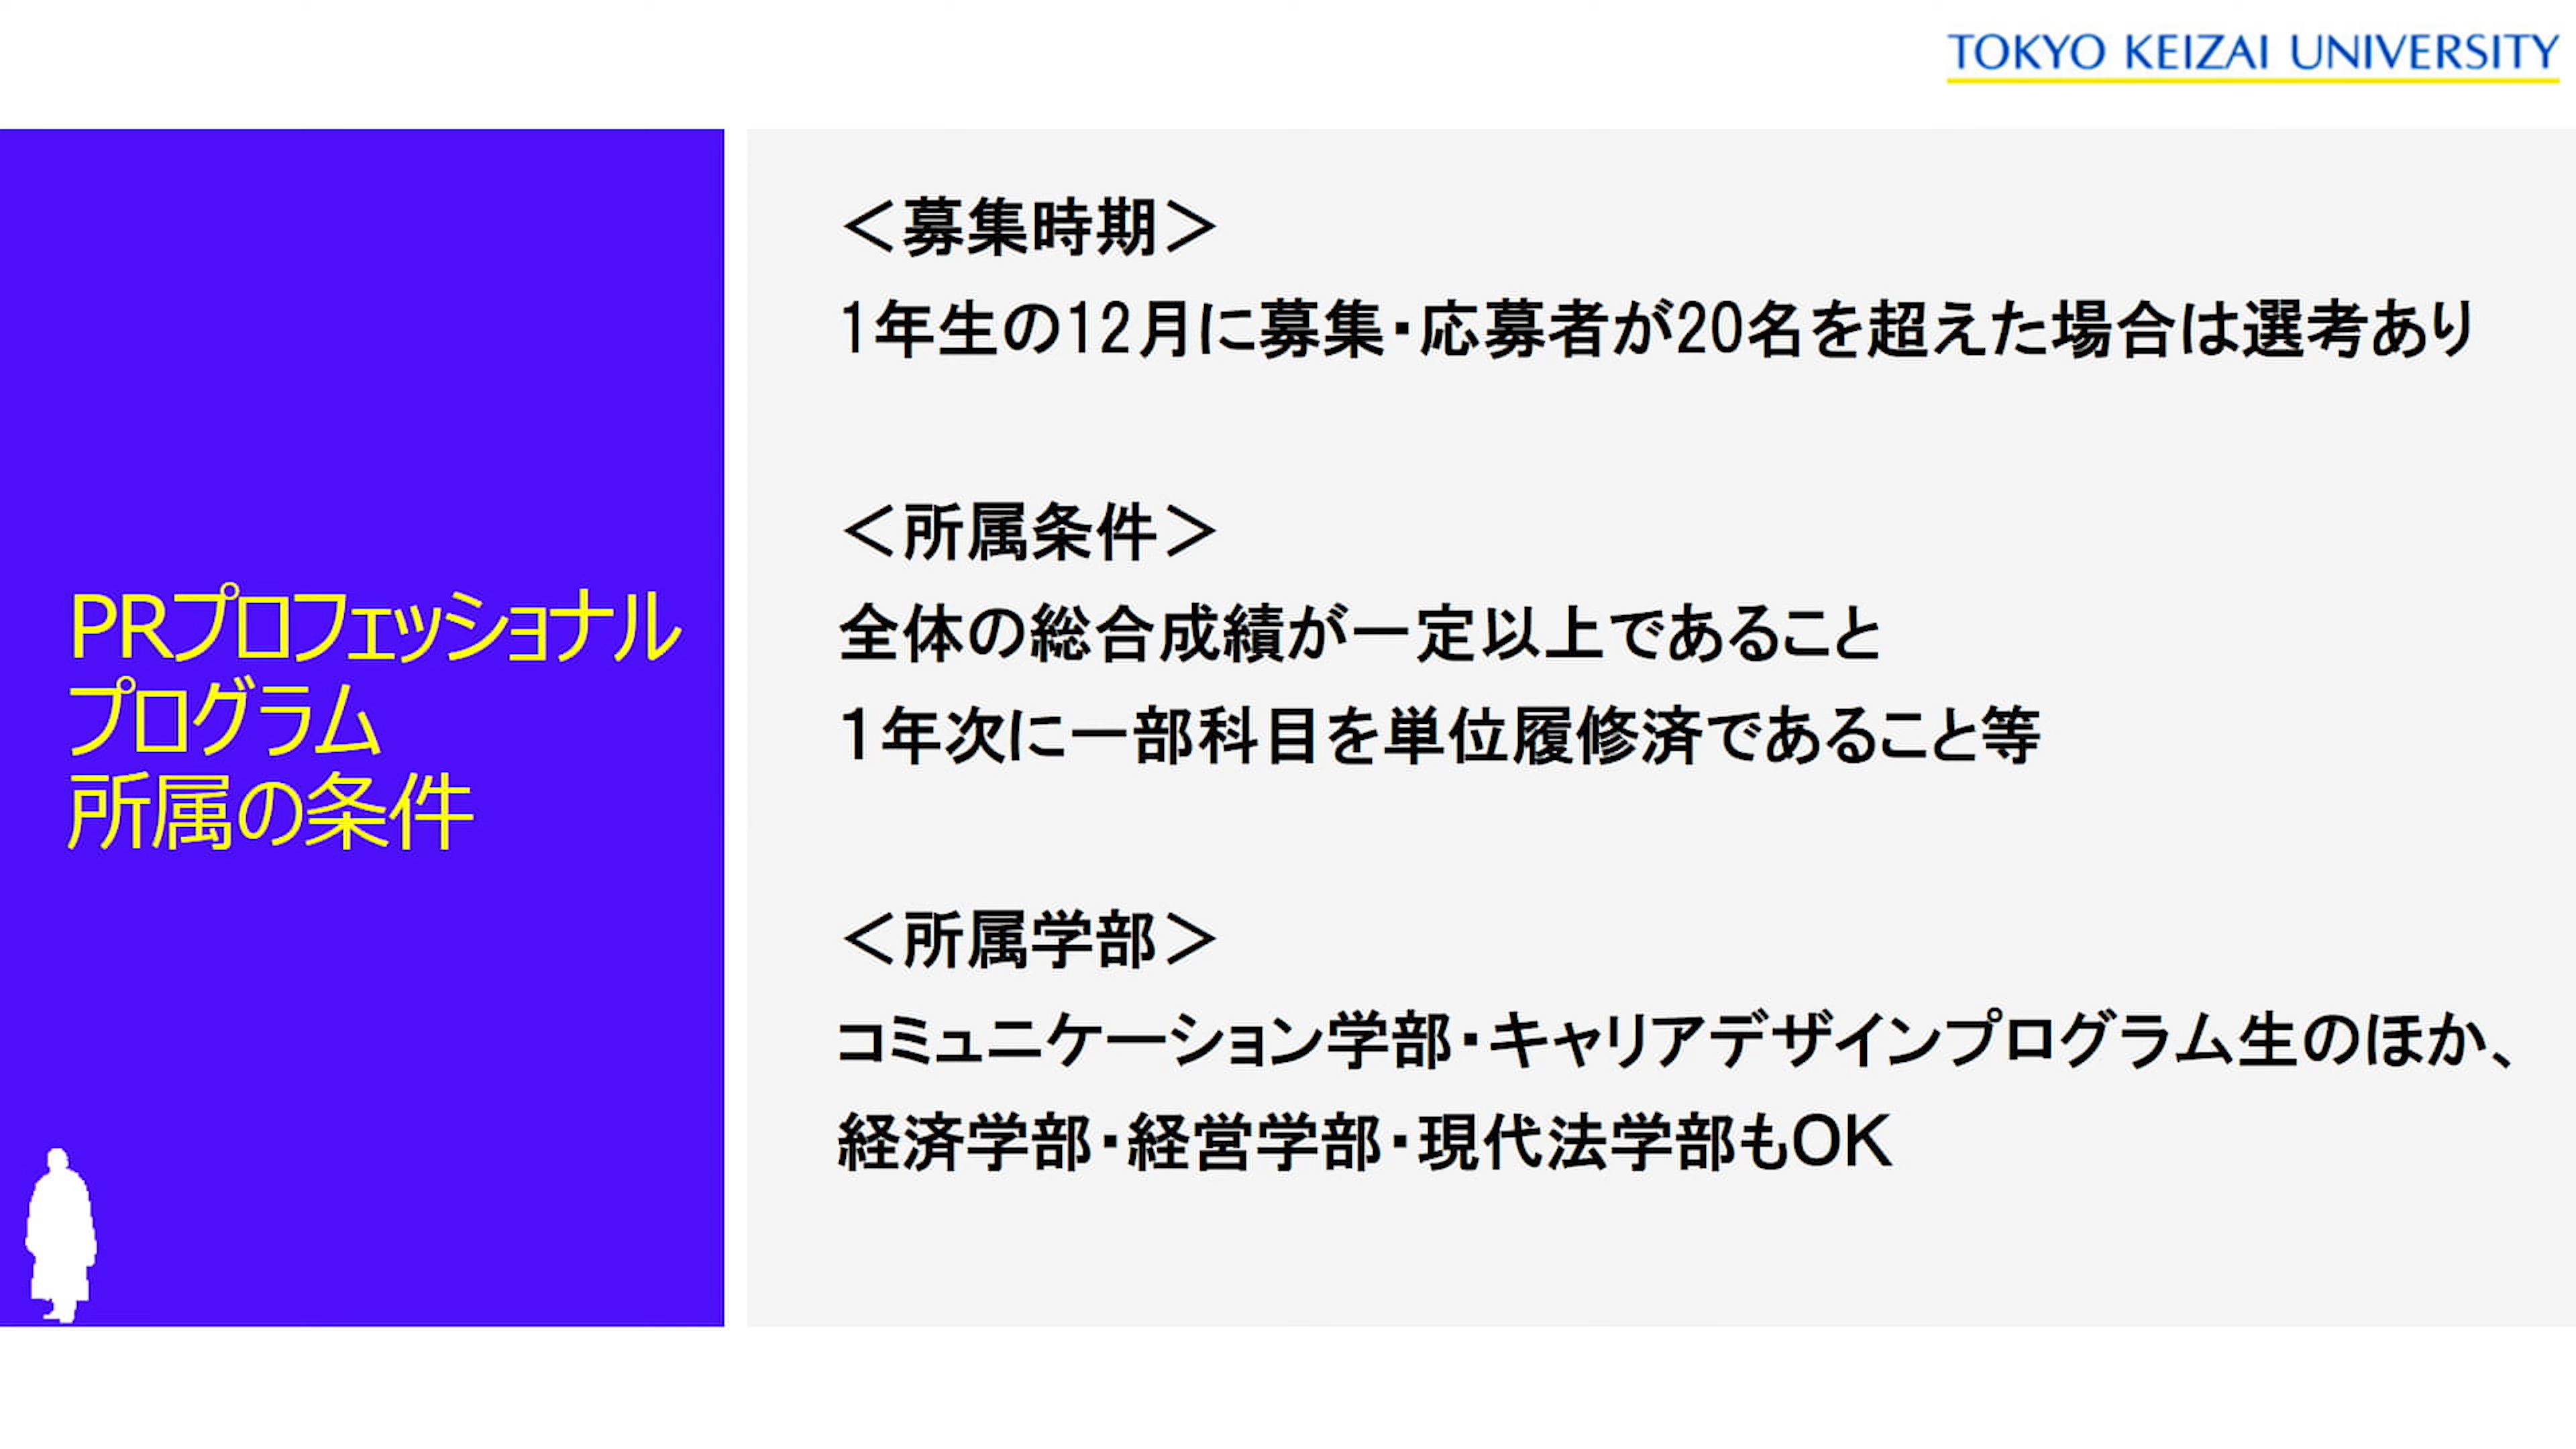 TOKYO KEIZAI UNIVERSITY
PRプロフェッショナル
プログラム
所属の条件
＜募集時期＞
1年生の12月に募集・応募者が20名を超えた場合は選考あり
＜所属条件＞
全体の総合成績が一定以上であること
１年次に一部科目を単位履修済であること等
＜所属学部＞
コミュニケーション学部・キャリアデザインプログラム生のほか、
経済学部・経営学部・現代法学部もOK